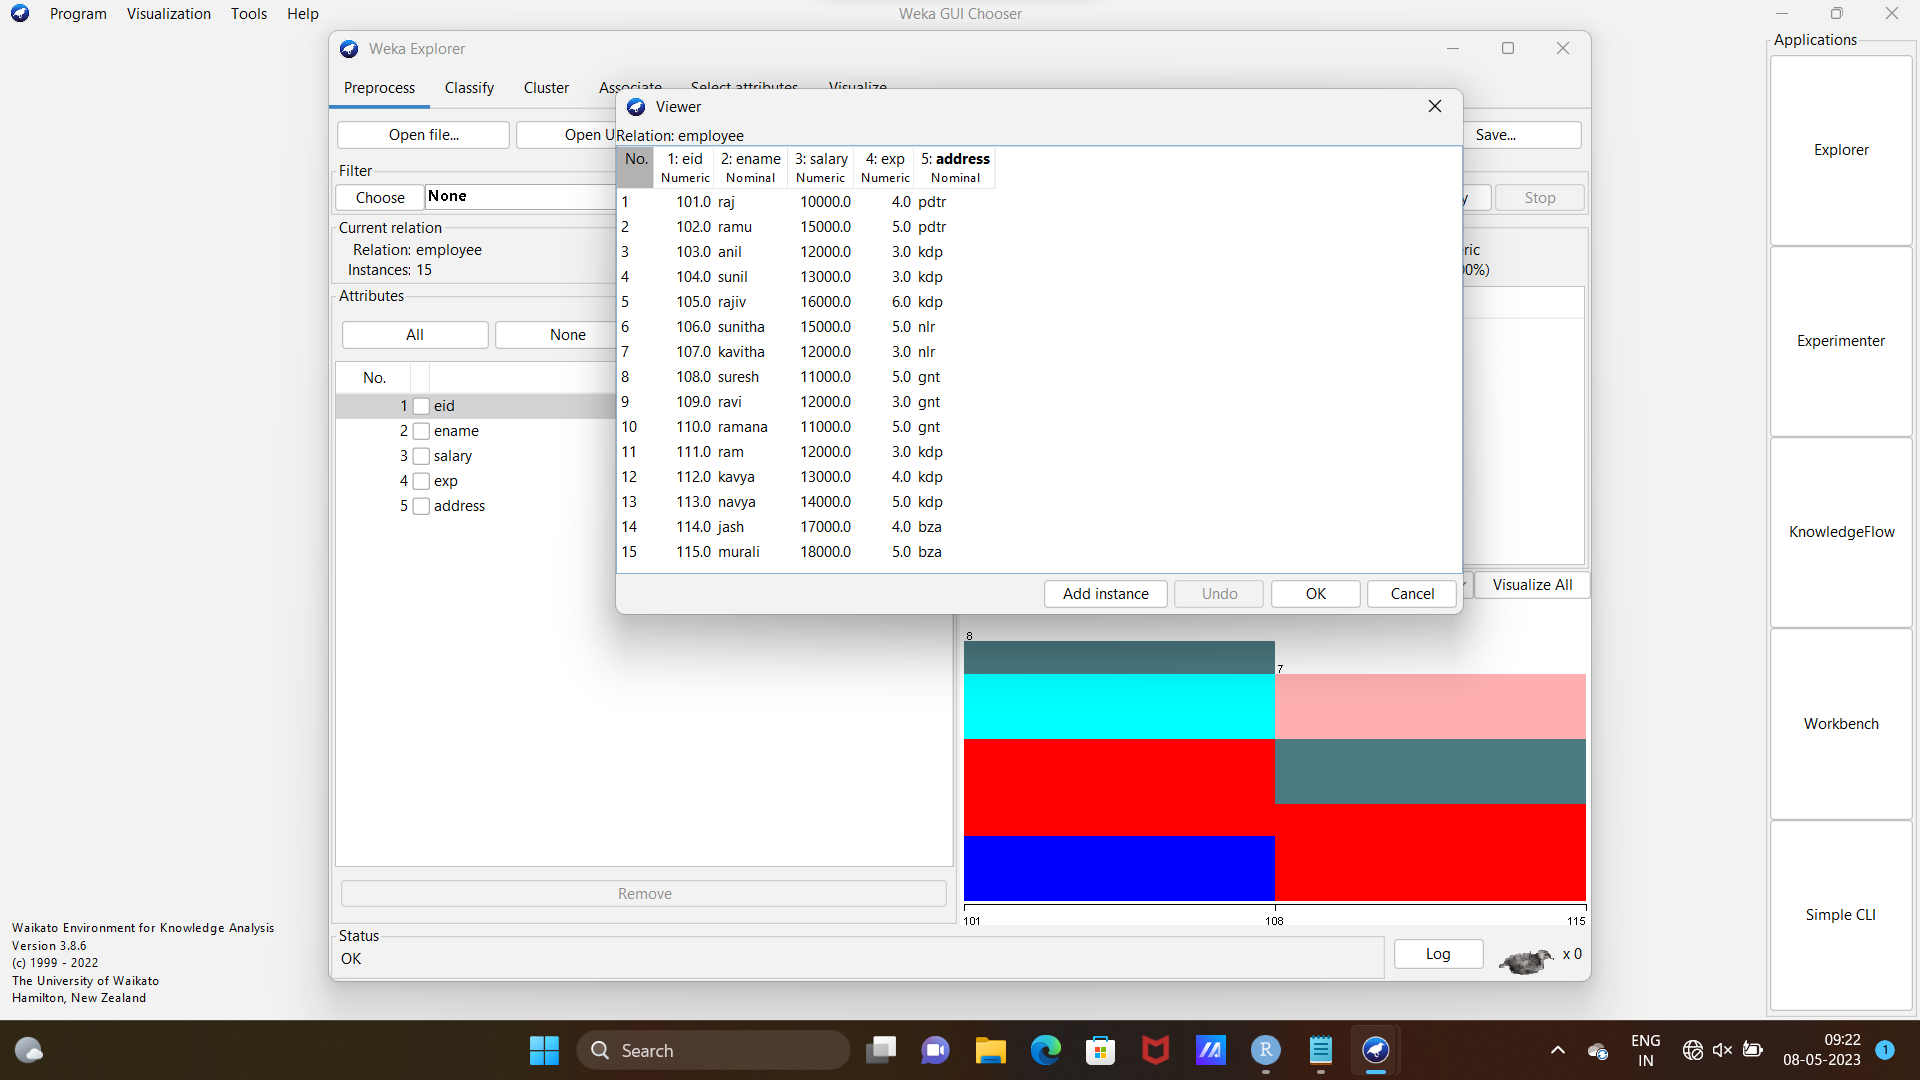 Program Visualization Tools Help
Weka GUI Chooser
Applications
Weka Explorer
Preprocess Classify Cluster Associate Select attributes Visualize
Viewer
Open file...
Open U
Relation: employee
Save...
No. 1: eid 2: ename 3: salary 4: exp 5: address
Numeric Nominal Numeric Numeric Nominal
1 101.0 raj 10000.0 4.0 pdtr
2 102.0 ramu 15000.0 5.0 pdtr
3 103.0 anil 12000.0 3.0 kdp
4 104.0 sunil 13000.0 3.0 kdp
5 105.0 rajiv 16000.0 6.0 kdp
6 106.0 sunitha 15000.0 5.0 nlr
7 107.0 kavitha 12000.0 3.0 nlr
8 108.0 suresh 11000.0 5.0 gnt
9 109.0 ravi 12000.0 3.0 gnt
10 110.0 ramana 11000.0 5.0 gnt
11 111.0 ram 12000.0 3.0 kdp
12 112.0 kavya 13000.0 4.0 kdp
13 113.0 navya 14000.0 5.0 kdp
14 114.0 jash 17000.0 4.0 bza
15 115.0 murali 18000.0 5.0 bza
Add instance Undo OK Cancel
Filter
Choose None
y Stop
Current relation
Relation: employee
Instances: 15
ric
00%)
Attributes
All None
No.
1 eid
2 ename
3 salary
4 exp
5 address
Remove
Visualize All
8
7
101 108 115
Status
OK
Log
x 0
Explorer
Experimenter
KnowledgeFlow
Workbench
Simple CLI
Waikato Environment for Knowledge Analysis
Version 3.8.6
(c) 1999 - 2022
The University of Waikato
Hamilton, New Zealand
Search
R
ENG
IN
09:22
08-05-2023
1